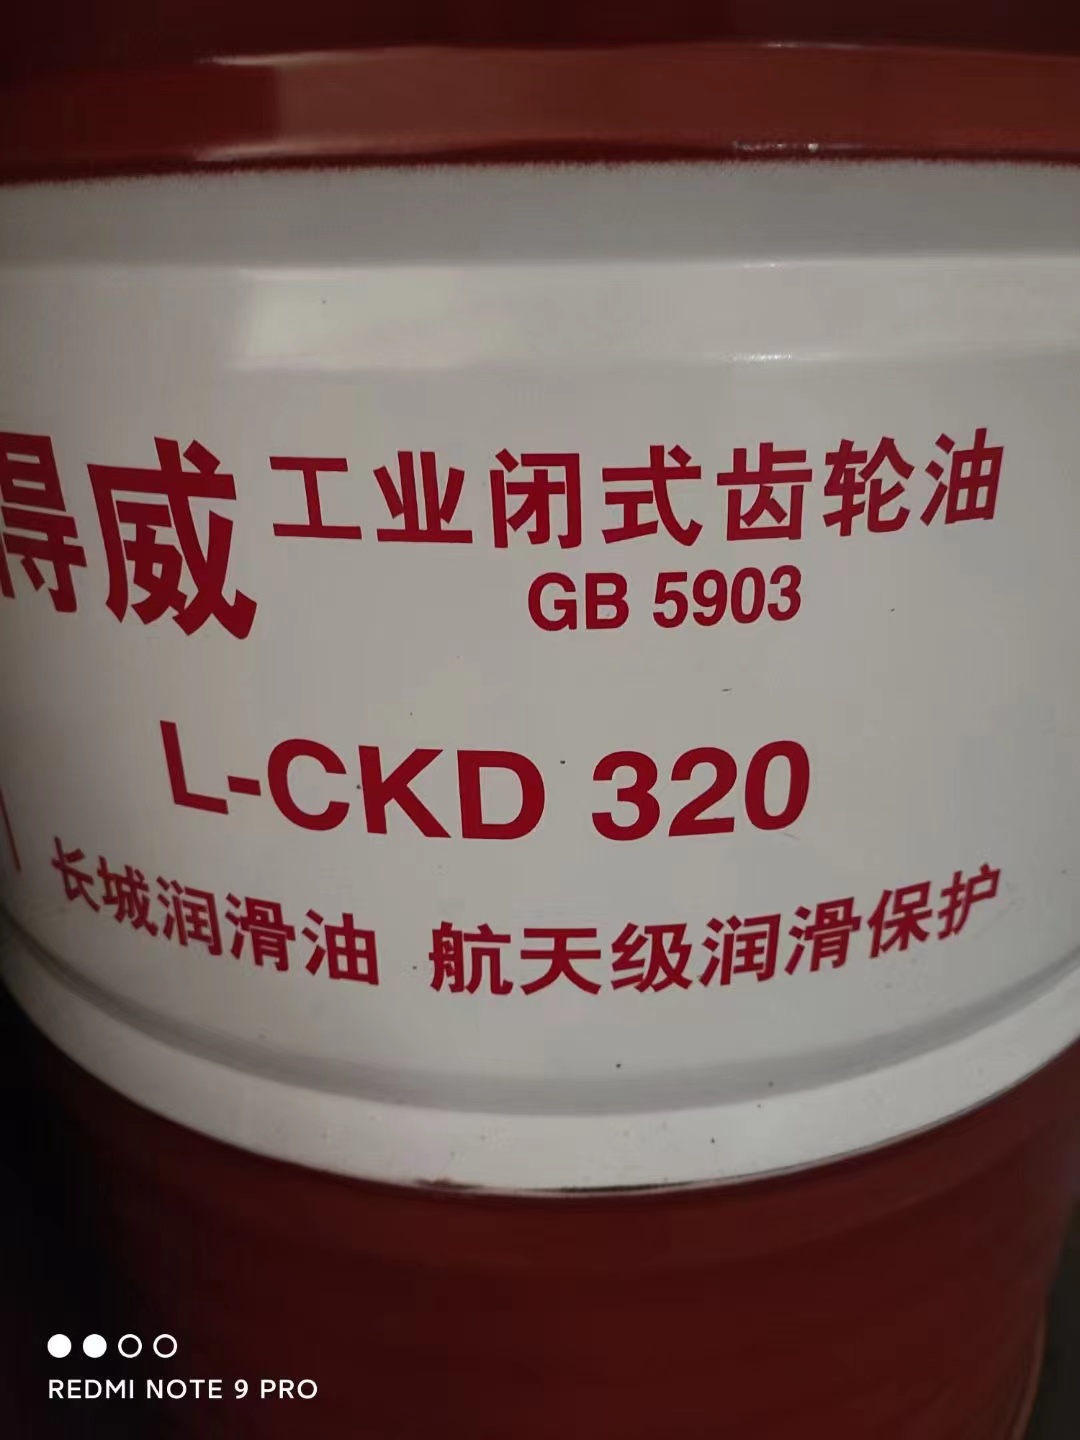 得威 工业闭式齿轮油
GB 5903
L-CKD 320
长城润滑油 航天级润滑保护
REDMI NOTE 9 PRO